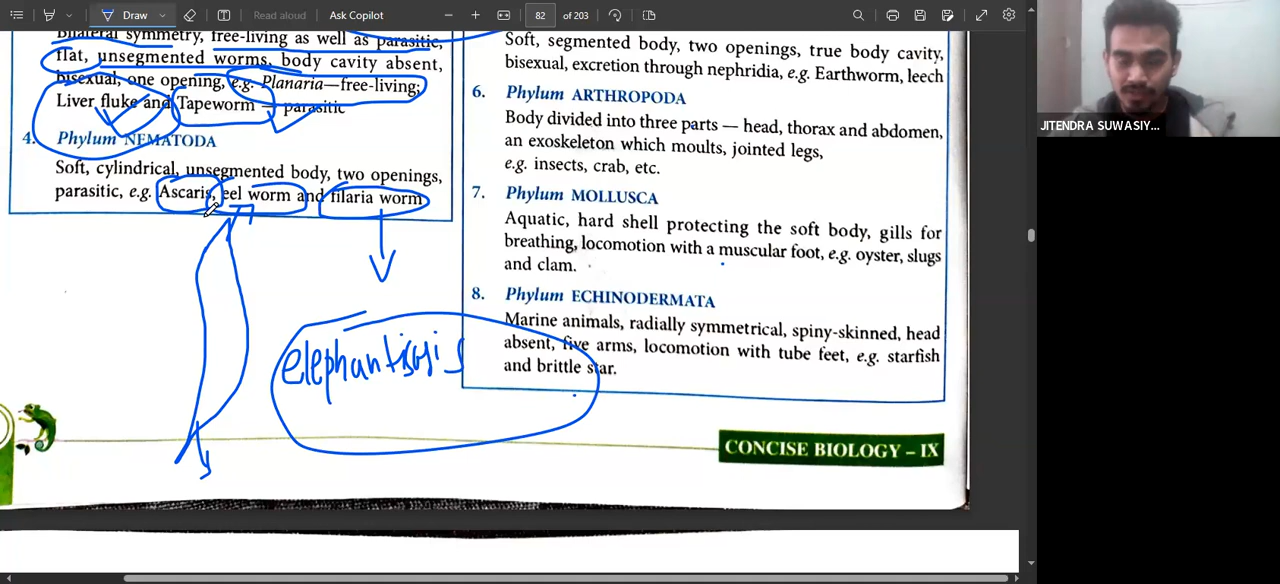 Draw
Read aloud
Ask Copilot
82
of 203
Bilateral symmetry, free-living as well as parasitic,
flat, unsegmented worms, body cavity absent,
bisexual, one opening, e.g. Planaria—free-living;
Liver fluke and Tapeworm — parasitic
4. Phylum NEMATODA
Soft, cylindrical, unsegmented body, two openings,
parasitic, e.g. Ascaris, eel worm and filaria worm
elephantisasis
Soft, segmented body, two openings, true body cavity,
bisexual, excretion through nephridia, e.g. Earthworm, leech
6. Phylum ARTHROPODA
Body divided into three parts — head, thorax and abdomen,
an exoskeleton which moults, jointed legs,
e.g. insects, crab, etc.
7. Phylum MOLLUSCA
Aquatic, hard shell protecting the soft body, gills for
breathing, locomotion with a muscular foot, e.g. oyster, slugs
and clam.
8. Phylum ECHINODERMATA
Marine animals, radially symmetrical, spiny-skinned, head
absent, five arms, locomotion with tube feet, e.g. starfish
and brittle star.
CONCISE BIOLOGY – IX
JITENDRA SUWASIY...